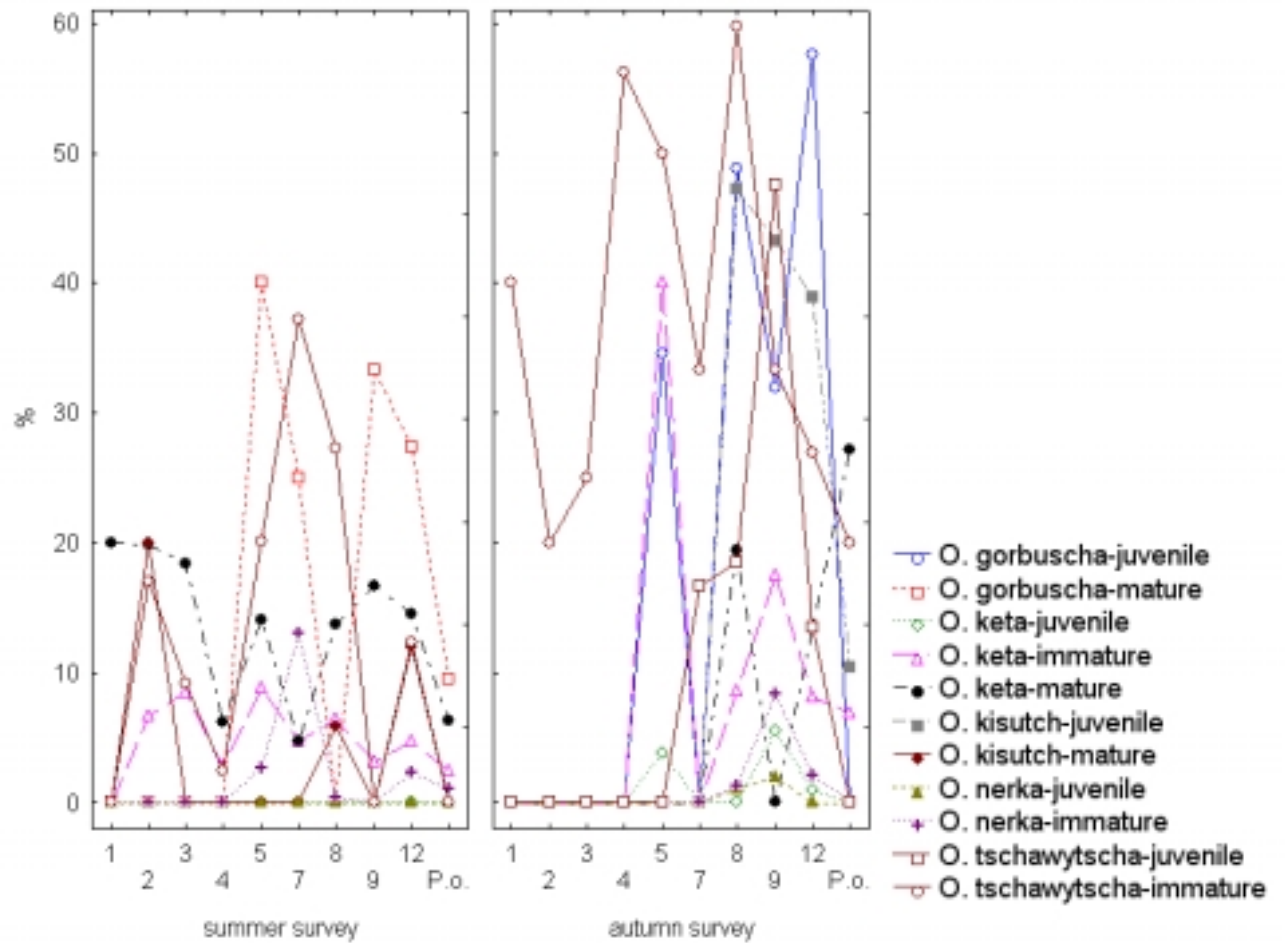 60
50
40
30
20
10
0
%
1 3 5 8 12
2 4 7 9 P.o.
summer survey
1 3 5 8 12
2 4 7 9 P.o.
autumn survey
O. gorbuscha-juvenile
O. gorbuscha-mature
O. keta-juvenile
O. keta-immature
O. keta-mature
O. kisutch-juvenile
O. kisutch-mature
O. nerka-juvenile
O. nerka-immature
O. tschawytscha-juvenile
O. tschawytscha-immature